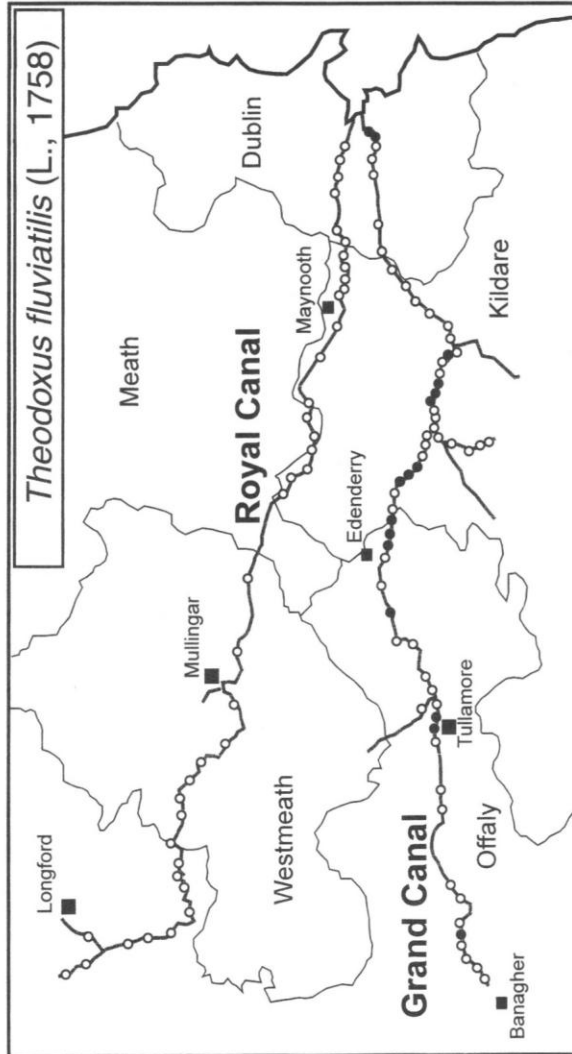 Theodoxus fluviatilis (L., 1758)
Meath
Dublin
Longford
Mullingar
Royal Canal
Maynooth
Westmeath
Edenderry
Kildare
Grand Canal
Tullamore
Offaly
Banagher